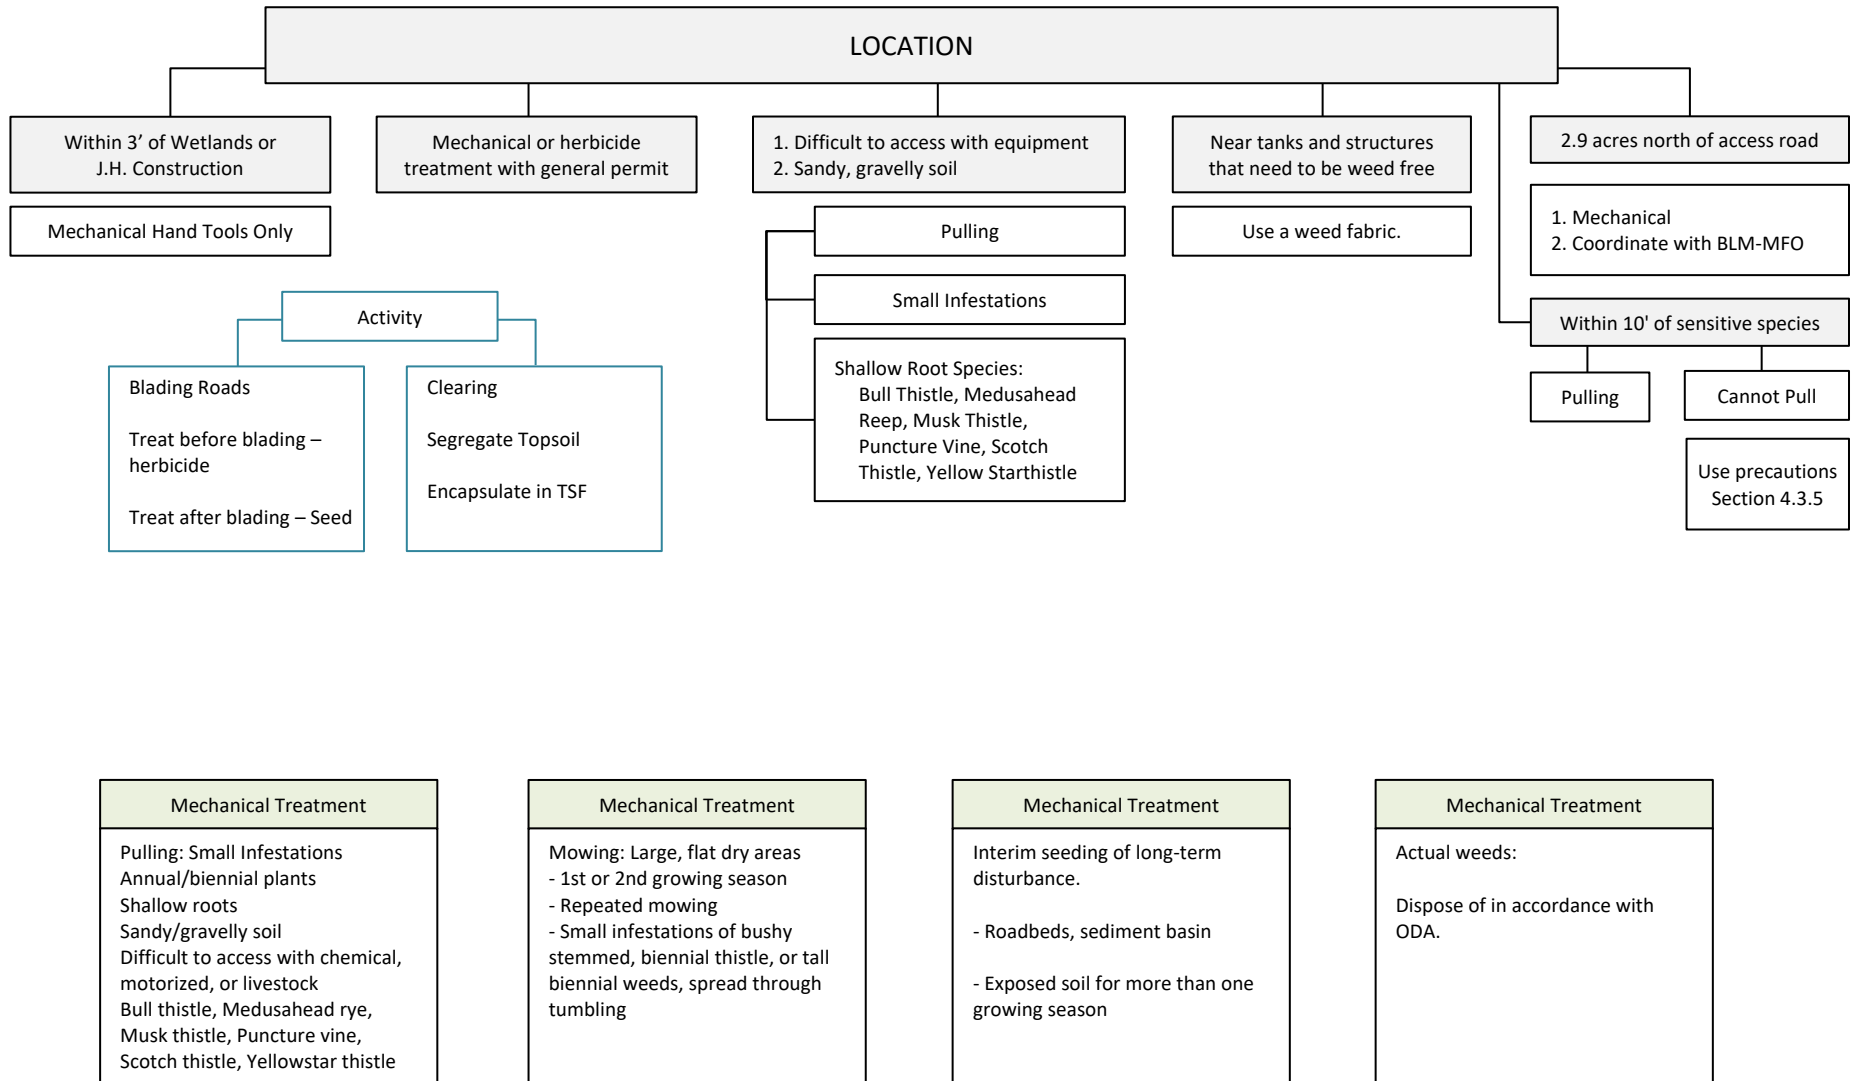 LOCATION
Within 3’ of Wetlands or
J.H. Construction
Mechanical Hand Tools Only
Mechanical or herbicide
treatment with general permit
1. Difficult to access with equipment
2. Sandy, gravelly soil
Pulling
Small Infestations
Shallow Root Species:
Bull Thistle, Medusahead
Reep, Musk Thistle,
Puncture Vine, Scotch
Thistle, Yellow Starthistle
Near tanks and structures
that need to be weed free
Use a weed fabric.
2.9 acres north of access road
1. Mechanical
2. Coordinate with BLM-MFO
Within 10' of sensitive species
Pulling
Cannot Pull
Use precautions
Section 4.3.5
Activity
Blading Roads
Treat before blading –
herbicide
Treat after blading – Seed
Clearing
Segregate Topsoil
Encapsulate in TSF
Mechanical Treatment
Pulling: Small Infestations
Annual/biennial plants
Shallow roots
Sandy/gravelly soil
Difficult to access with chemical,
motorized, or livestock
Bull thistle, Medusahead rye,
Musk thistle, Puncture vine,
Scotch thistle, Yellowstar thistle
Mechanical Treatment
Mowing: Large, flat dry areas
- 1st or 2nd growing season
- Repeated mowing
- Small infestations of bushy
stemmed, biennial thistle, or tall
biennial weeds, spread through
tumbling
Mechanical Treatment
Interim seeding of long-term
disturbance.
- Roadbeds, sediment basin
- Exposed soil for more than one
growing season
Mechanical Treatment
Actual weeds:
Dispose of in accordance with
ODA.